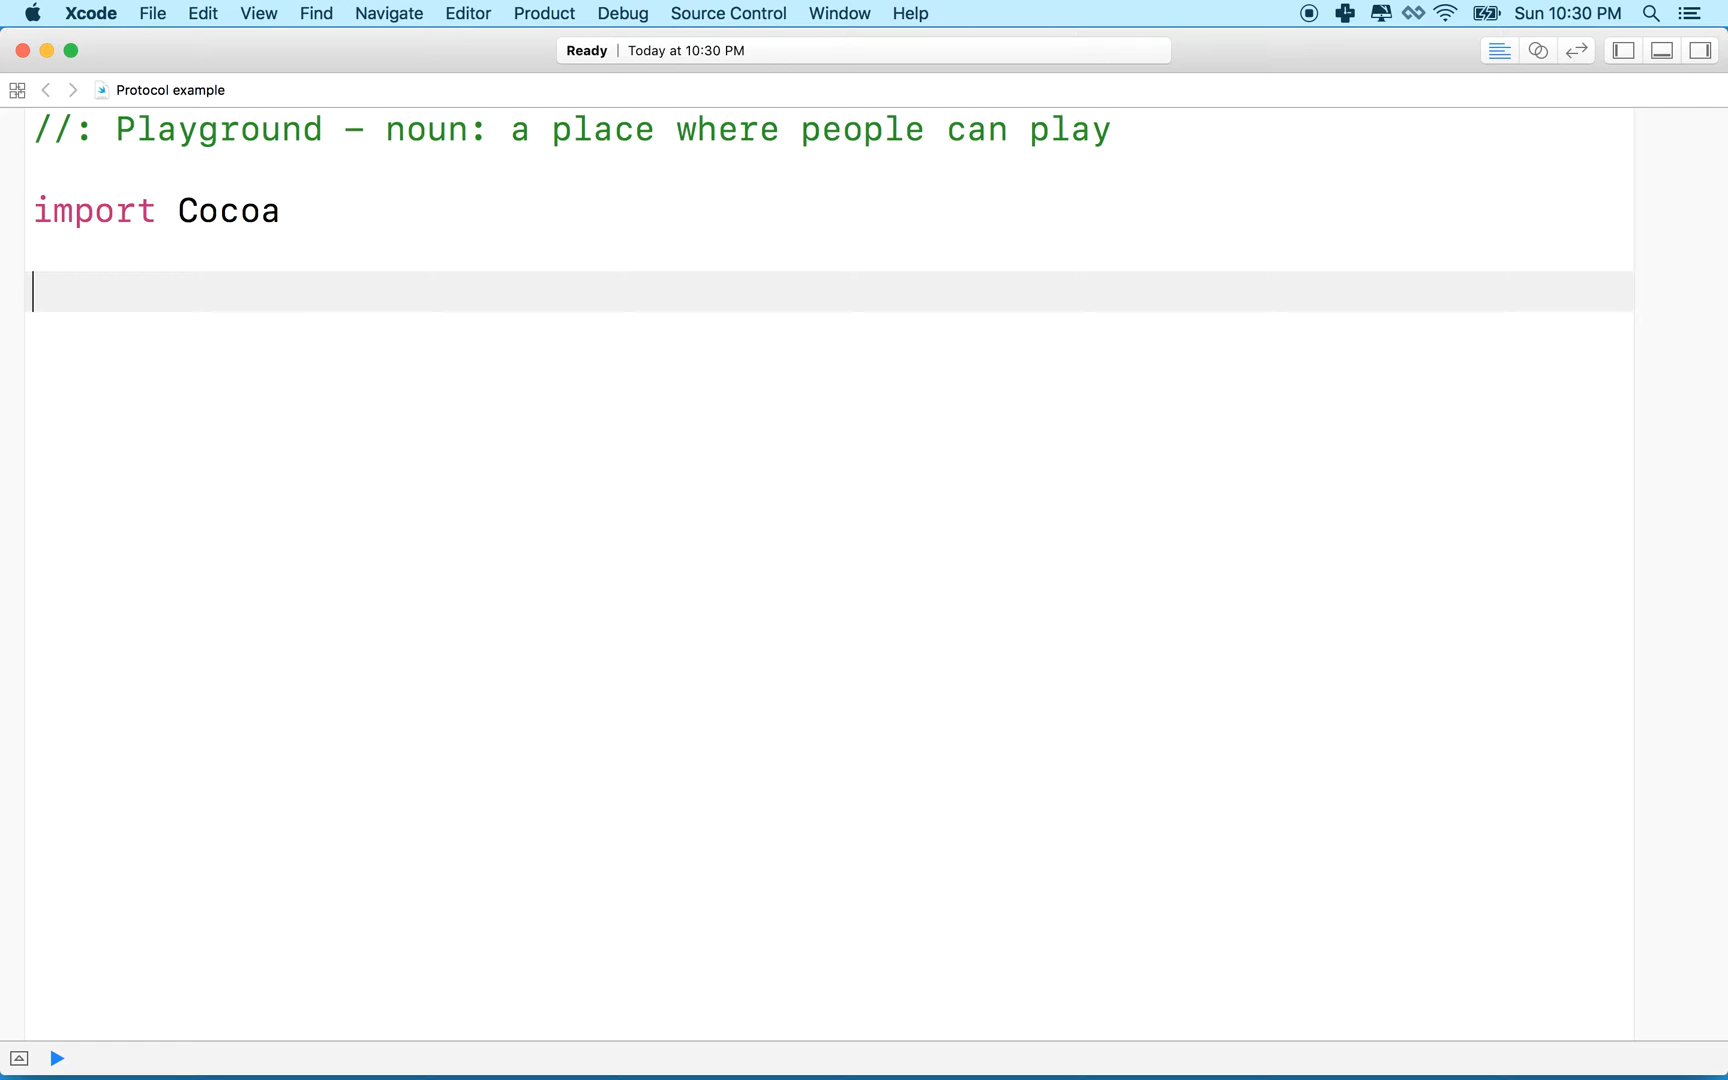 Xcode File Edit View Find Navigate Editor Product Debug Source Control Window Help Sun 10:30 PM
Ready | Today at 10:30 PM
Protocol example
//: Playground – noun: a place where people can play
import Cocoa